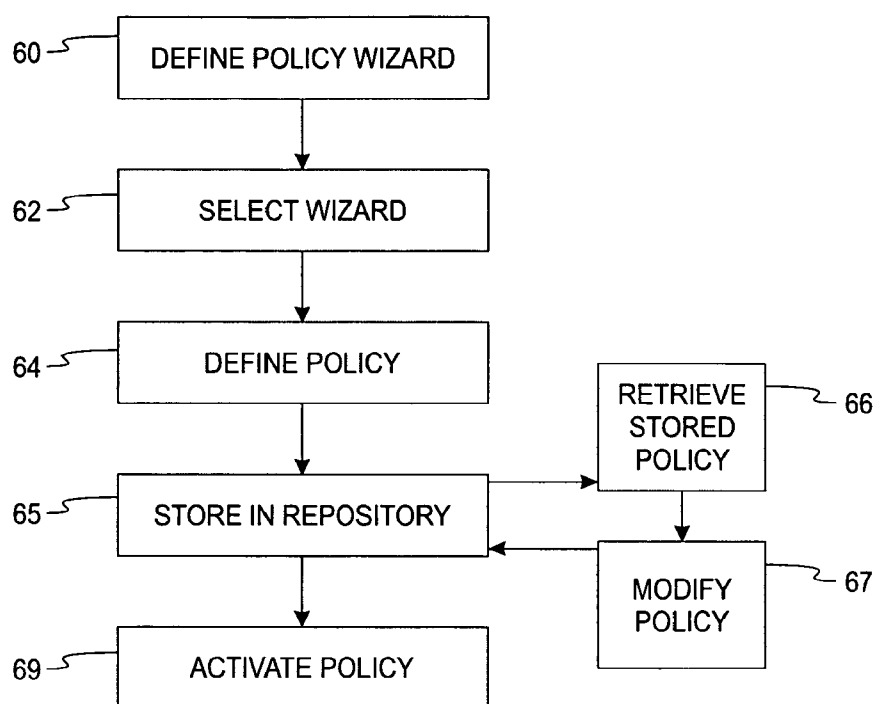 60
DEFINE POLICY WIZARD
62
SELECT WIZARD
64
DEFINE POLICY
RETRIEVE
STORED
POLICY
66
65
STORE IN REPOSITORY
MODIFY
POLICY
67
69
ACTIVATE POLICY